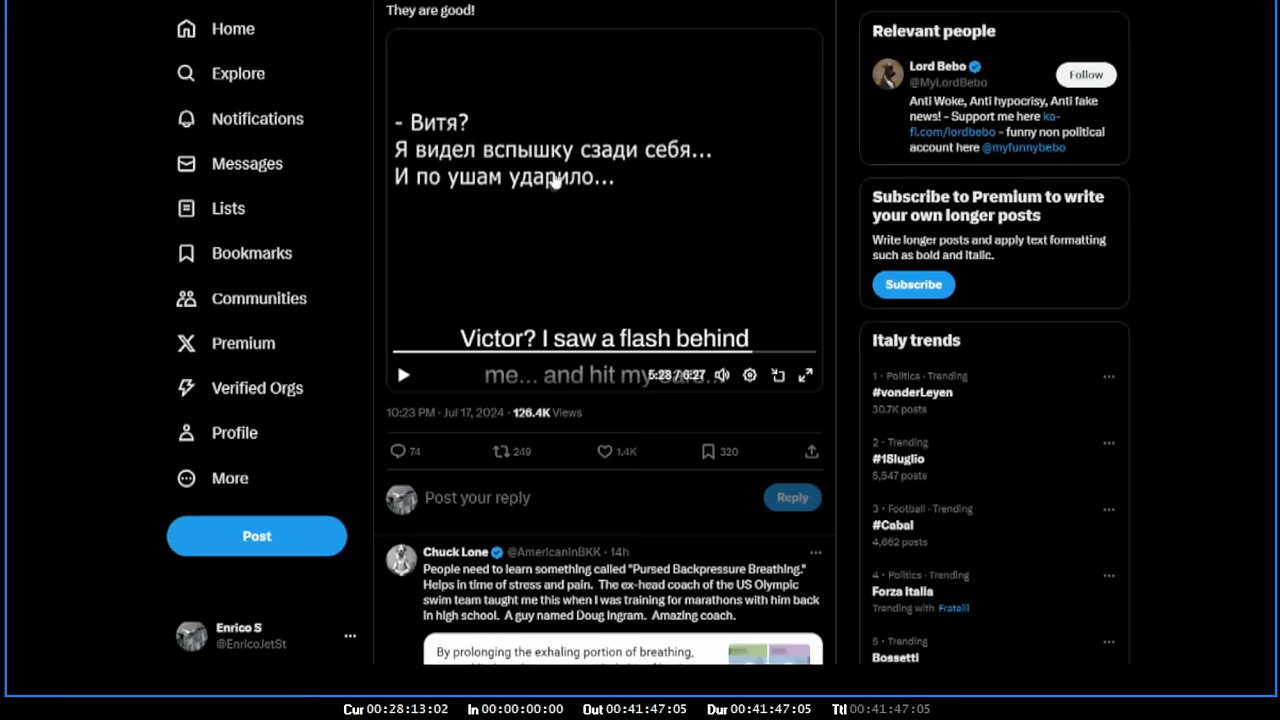 Home
Explore
Notifications
Messages
Lists
Bookmarks
Communities
Premium
Verified Orgs
Profile
More
Post
Enrico S
@EnricoJetSt
They are good!
- Витя?
Я видел вспышку сзади себя...
И по ушам ударило...
Victor? I saw a flash behind
me... and hit my ears...
5:28 / 6:27
10:23 PM · Jul 17, 2024 · 126.4K Views
74
249
1.4K
320
Post your reply
Reply
Chuck Lone @AmericanInBKK · 14h
People need to learn something called "Pursed Backpressure Breathing."
Helps in time of stress and pain. The ex-head coach of the US Olympic
swim team taught me this when I was training for marathons with him back
in high school. A guy named Doug Ingram. Amazing coach.
By prolonging the exhaling portion of breathing,
Relevant people
Lord Bebo
@MyLordBebo
Follow
Anti Woke, Anti hypocrisy, Anti fake
news! - Support me here ko-
fi.com/lordbebo - funny non political
account here @myfunnybebo
Subscribe to Premium to write
your own longer posts
Write longer posts and apply text formatting
such as bold and italic.
Subscribe
Italy trends
1 · Politics · Trending
#vonderLeyen
30.7K posts
2 · Trending
#18luglio
5,547 posts
3 · Football · Trending
#Cabal
4,662 posts
4 · Politics · Trending
Forza Italia
Trending with Fratelli
5 · Trending
Bossetti
Cur 00:28:13:02 In 00:00:00:00 Out 00:41:47:05 Dur 00:41:47:05 Ttl 00:41:47:05